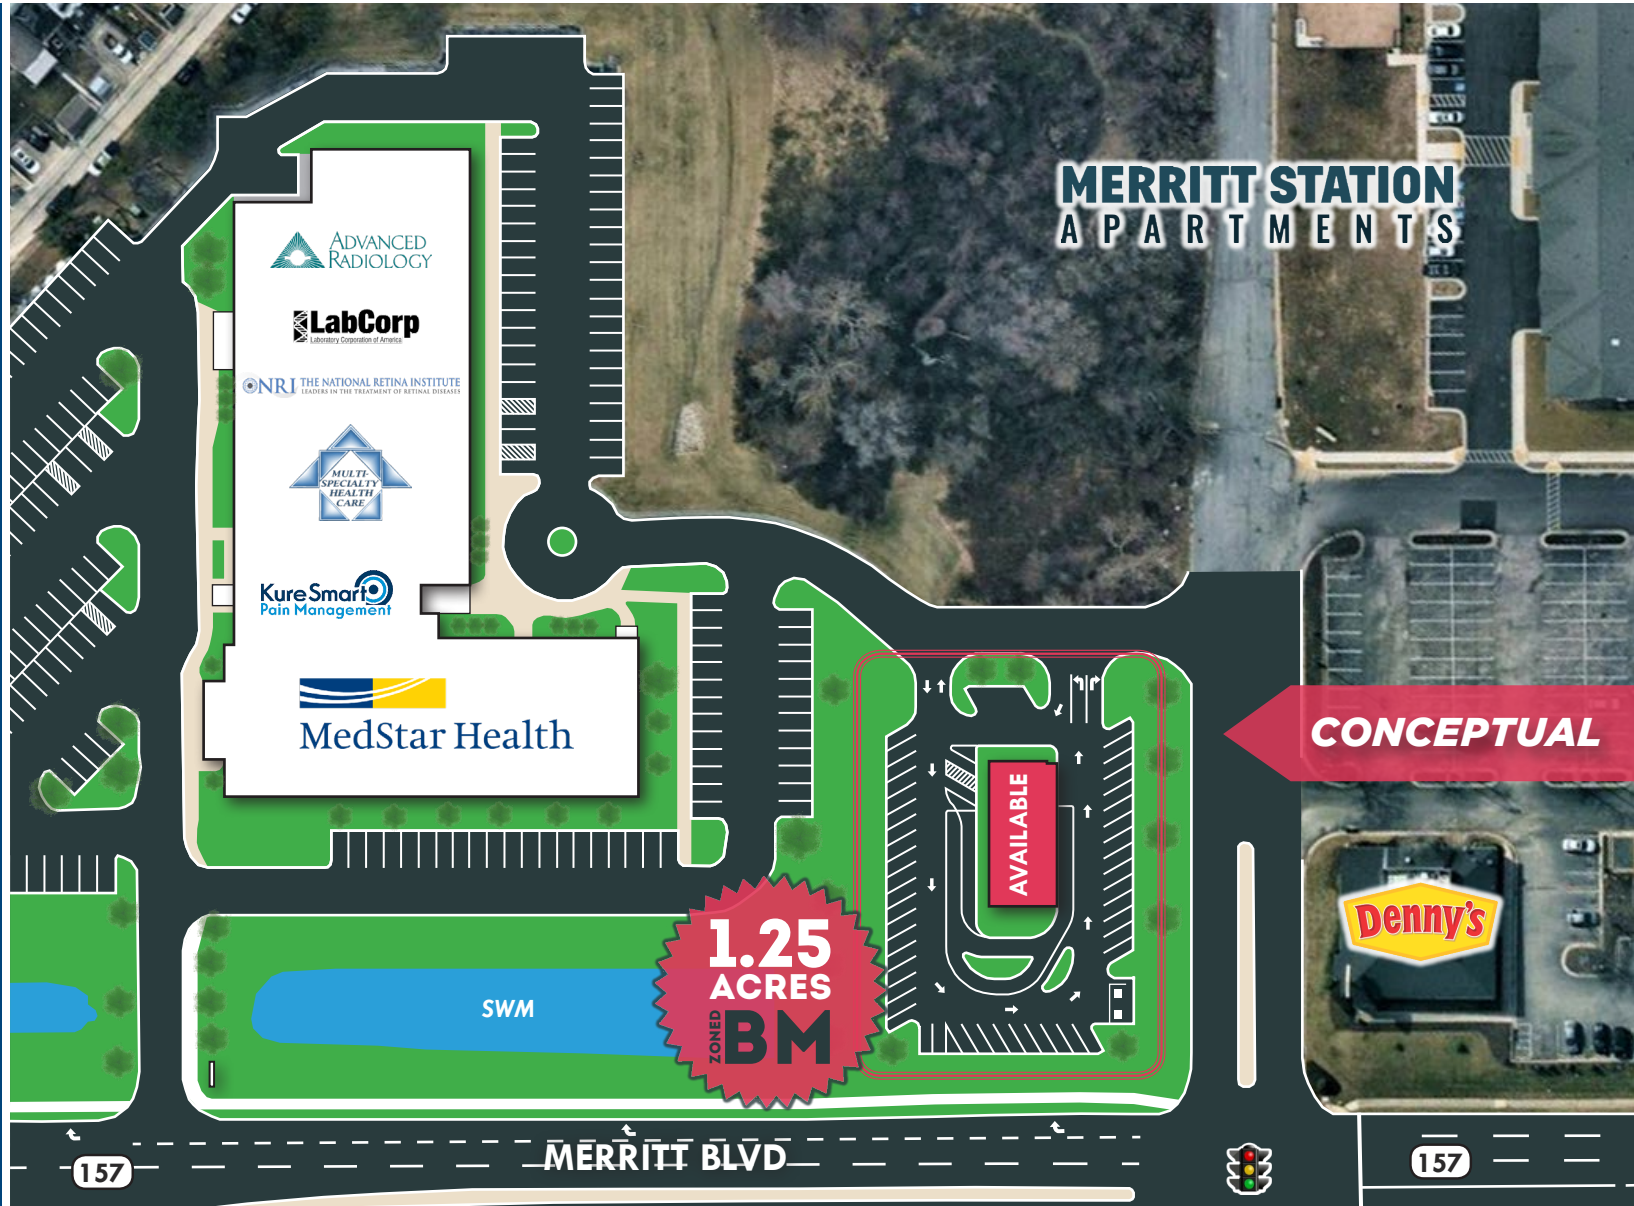 MERRITT STATION
APARTMENTS
ADVANCED
RADIOLOGY
LabCorp
Laboratory Corporation of America
NRI THE NATIONAL RETINA INSTITUTE
LEADERS IN THE TREATMENT OF RETINAL DISEASES
MULTI-
SPECIALTY
HEALTH
CARE
KureSmart
Pain Management
MedStar Health
CONCEPTUAL
AVAILABLE
Denny's
1.25
ACRES
ZONED
BM
SWM
MERRITT BLVD
157
157